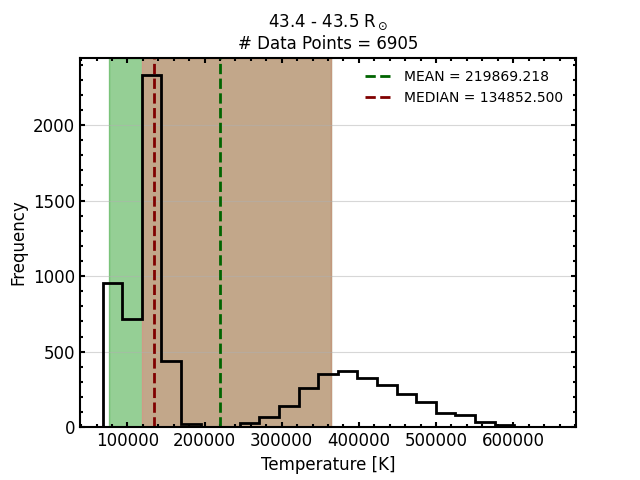 43.4 - 43.5 R⊙
# Data Points = 6905
MEAN = 219869.218
MEDIAN = 134852.500
Frequency
2000
1500
1000
500
0
100000 200000 300000 400000 500000 600000
Temperature [K]